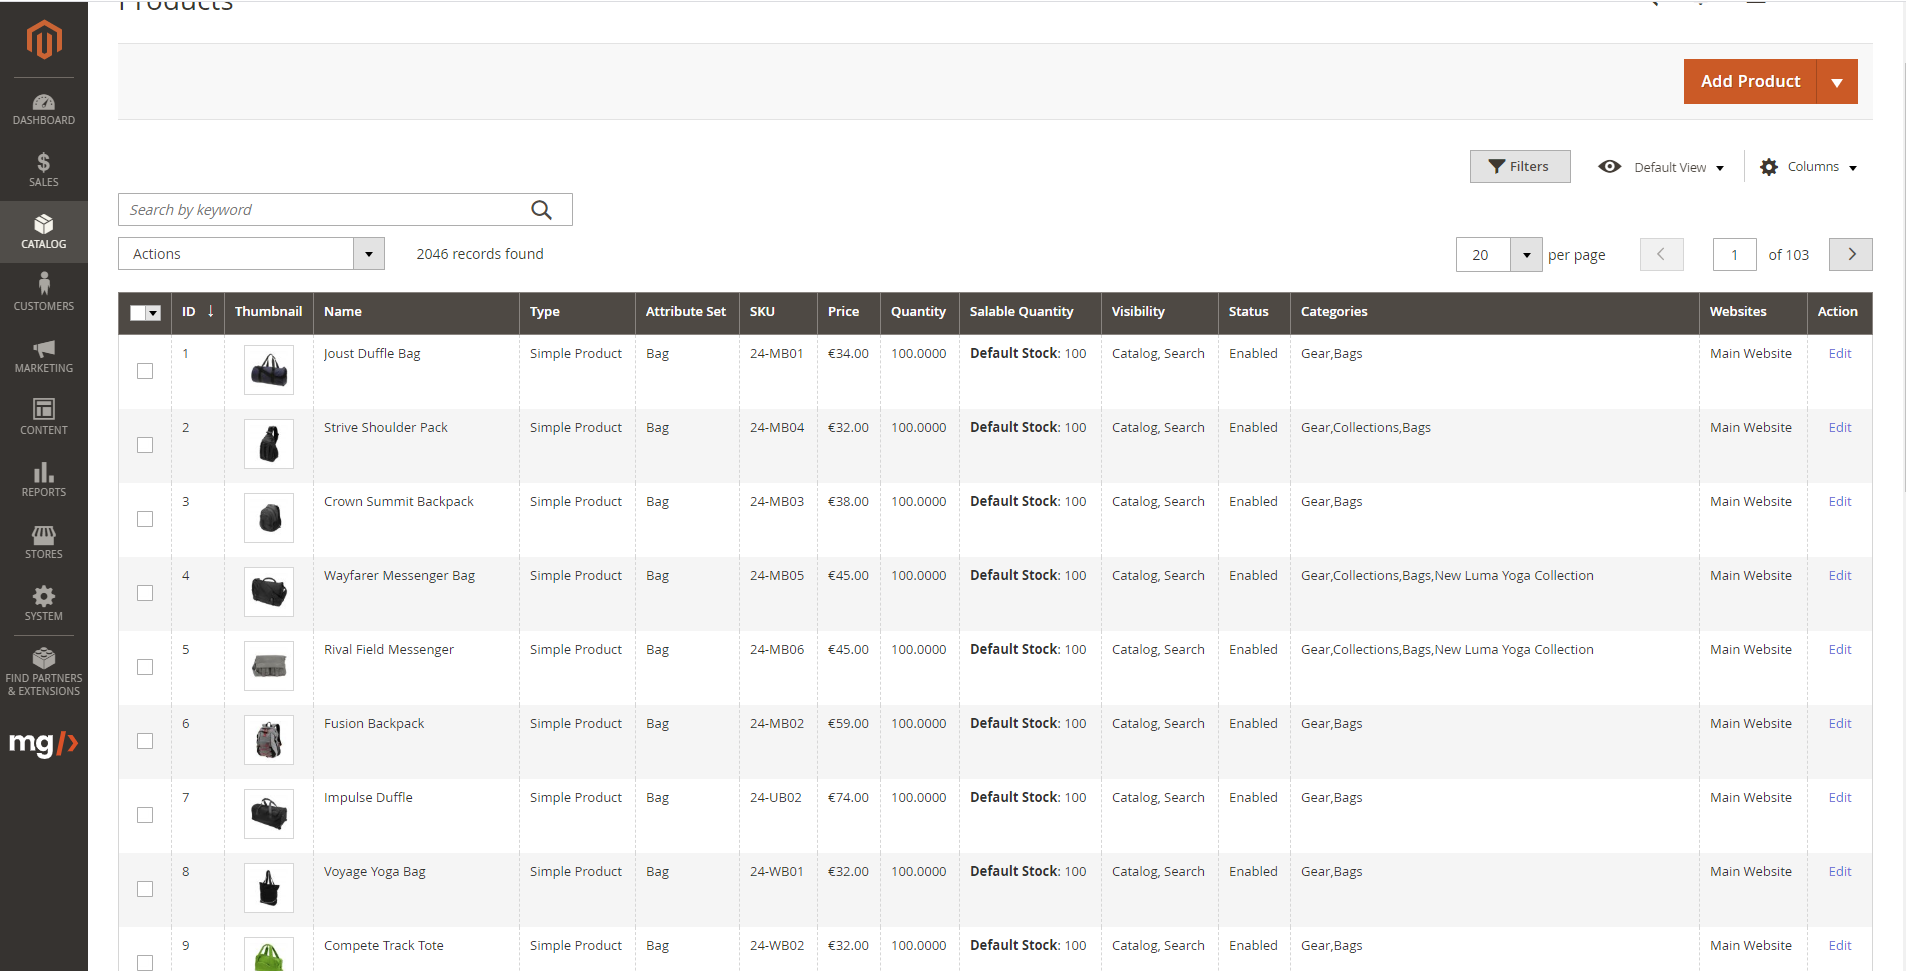 Products
Add Product
Filters
Default View
Columns
Search by keyword
Actions
2046 records found
20 per page 1 of 103
DASHBOARD
SALES
CATALOG
CUSTOMERS
MARKETING
CONTENT
REPORTS
STORES
SYSTEM
FIND PARTNERS
& EXTENSIONS
mg/>
ID ↓ Thumbnail Name Type Attribute Set SKU Price Quantity Salable Quantity Visibility Status Categories Websites Action
1 Joust Duffle Bag Simple Product Bag 24-MB01 €34.00 100.0000 Default Stock: 100 Catalog, Search Enabled Gear,Bags Main Website Edit
2 Strive Shoulder Pack Simple Product Bag 24-MB04 €32.00 100.0000 Default Stock: 100 Catalog, Search Enabled Gear,Collections,Bags Main Website Edit
3 Crown Summit Backpack Simple Product Bag 24-MB03 €38.00 100.0000 Default Stock: 100 Catalog, Search Enabled Gear,Bags Main Website Edit
4 Wayfarer Messenger Bag Simple Product Bag 24-MB05 €45.00 100.0000 Default Stock: 100 Catalog, Search Enabled Gear,Collections,Bags,New Luma Yoga Collection Main Website Edit
5 Rival Field Messenger Simple Product Bag 24-MB06 €45.00 100.0000 Default Stock: 100 Catalog, Search Enabled Gear,Collections,Bags,New Luma Yoga Collection Main Website Edit
6 Fusion Backpack Simple Product Bag 24-MB02 €59.00 100.0000 Default Stock: 100 Catalog, Search Enabled Gear,Bags Main Website Edit
7 Impulse Duffle Simple Product Bag 24-UB02 €74.00 100.0000 Default Stock: 100 Catalog, Search Enabled Gear,Bags Main Website Edit
8 Voyage Yoga Bag Simple Product Bag 24-WB01 €32.00 100.0000 Default Stock: 100 Catalog, Search Enabled Gear,Bags Main Website Edit
9 Compete Track Tote Simple Product Bag 24-WB02 €32.00 100.0000 Default Stock: 100 Catalog, Search Enabled Gear,Bags Main Website Edit